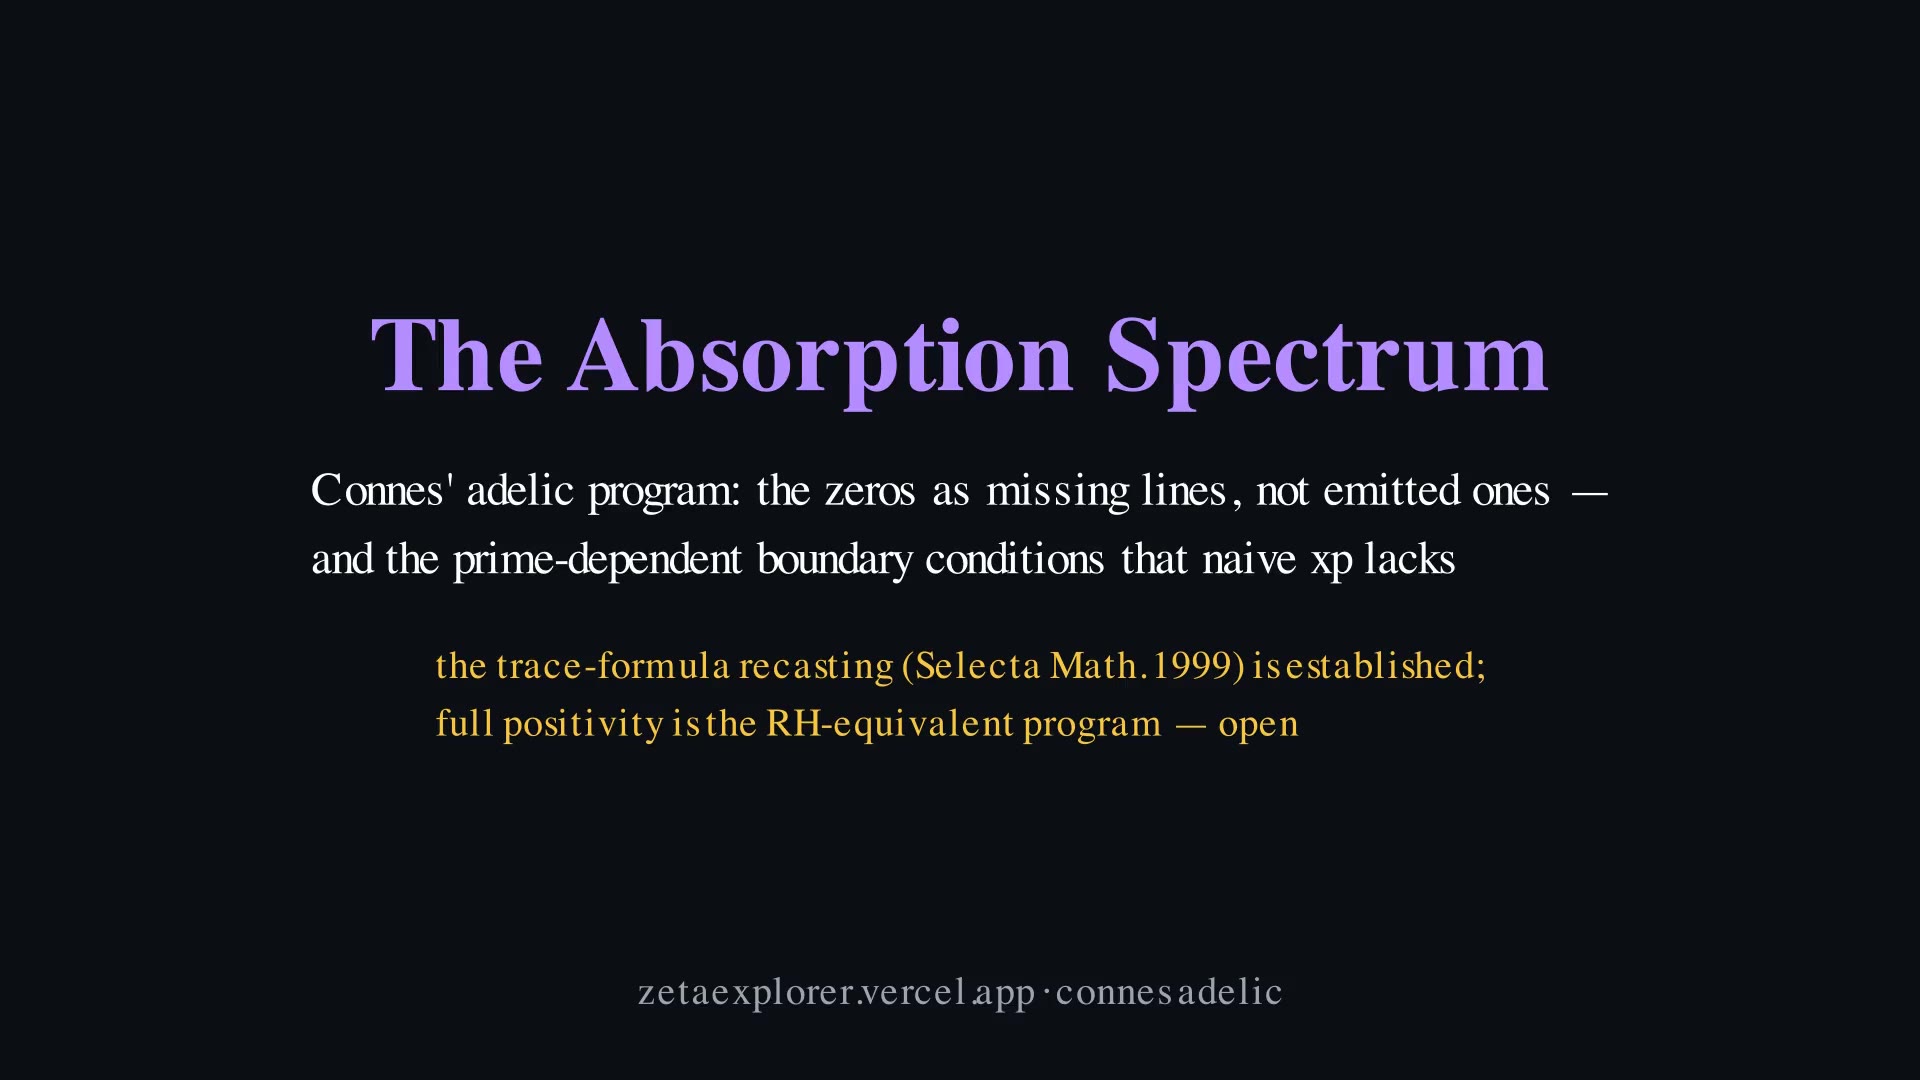 The Absorption Spectrum
Connes' adelic program: the zeros as missing lines, not emitted ones —
and the prime-dependent boundary conditions that naive xp lacks
the trace-formula recasting (Selecta Math. 1999) is established;
full positivity is the RH-equivalent program — open
zetaexplorer.vercel.app · connes adelic